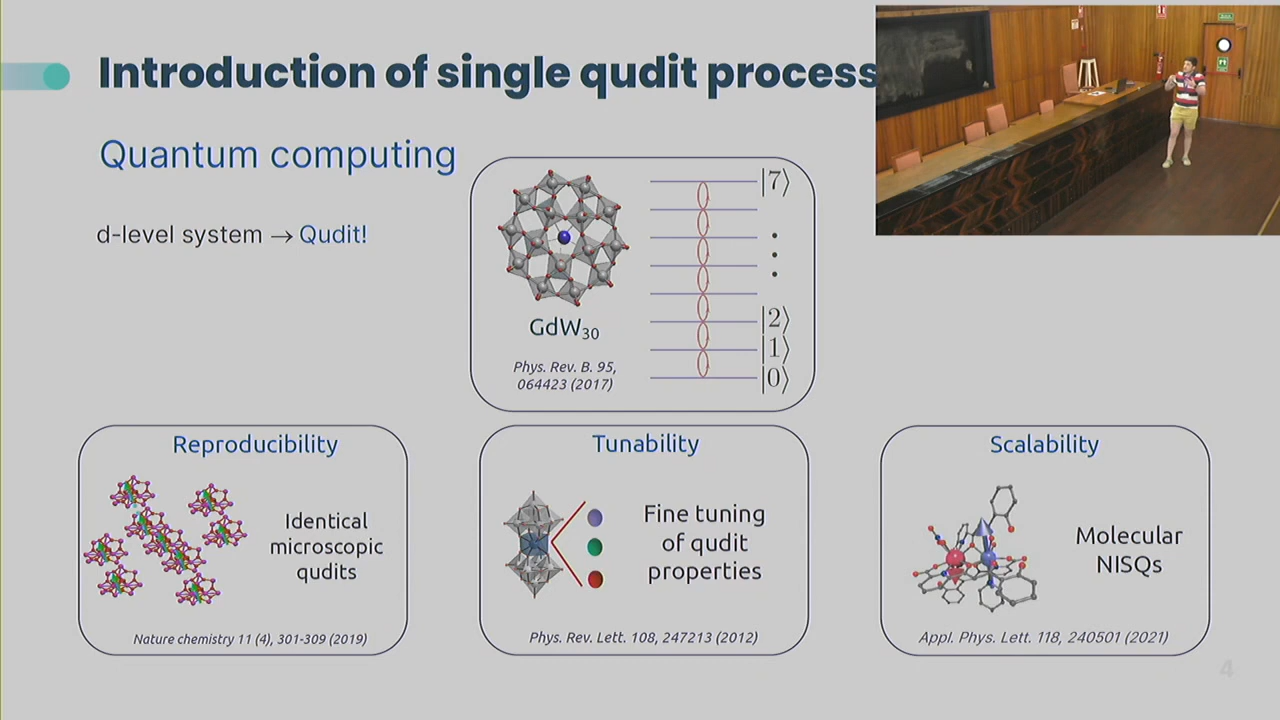 Introduction of single qudit process
Quantum computing
d-level system → Qudit!
GdW30
Phys. Rev. B. 95,
064423 (2017)
|7⟩
|2⟩
|1⟩
|0⟩
Reproducibility
Identical
microscopic
qudits
Nature chemistry 11 (4), 301-309 (2019)
Tunability
Fine tuning
of qudit
properties
Phys. Rev. Lett. 108, 247213 (2012)
Scalability
Molecular
NISQs
Appl. Phys. Lett. 118, 240501 (2021)
4